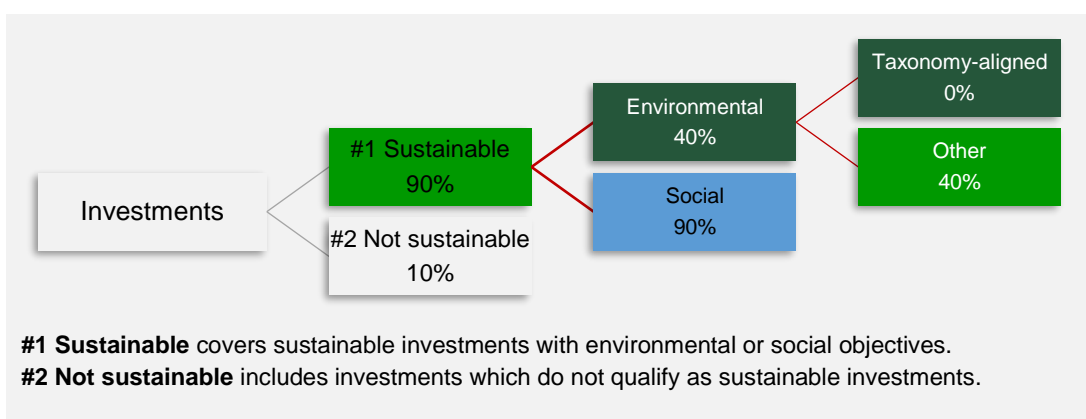 Investments
#1 Sustainable
90%
#2 Not sustainable
10%
Environmental
40%
Social
90%
Taxonomy-aligned
0%
Other
40%
#1 Sustainable covers sustainable investments with environmental or social objectives.
#2 Not sustainable includes investments which do not qualify as sustainable investments.